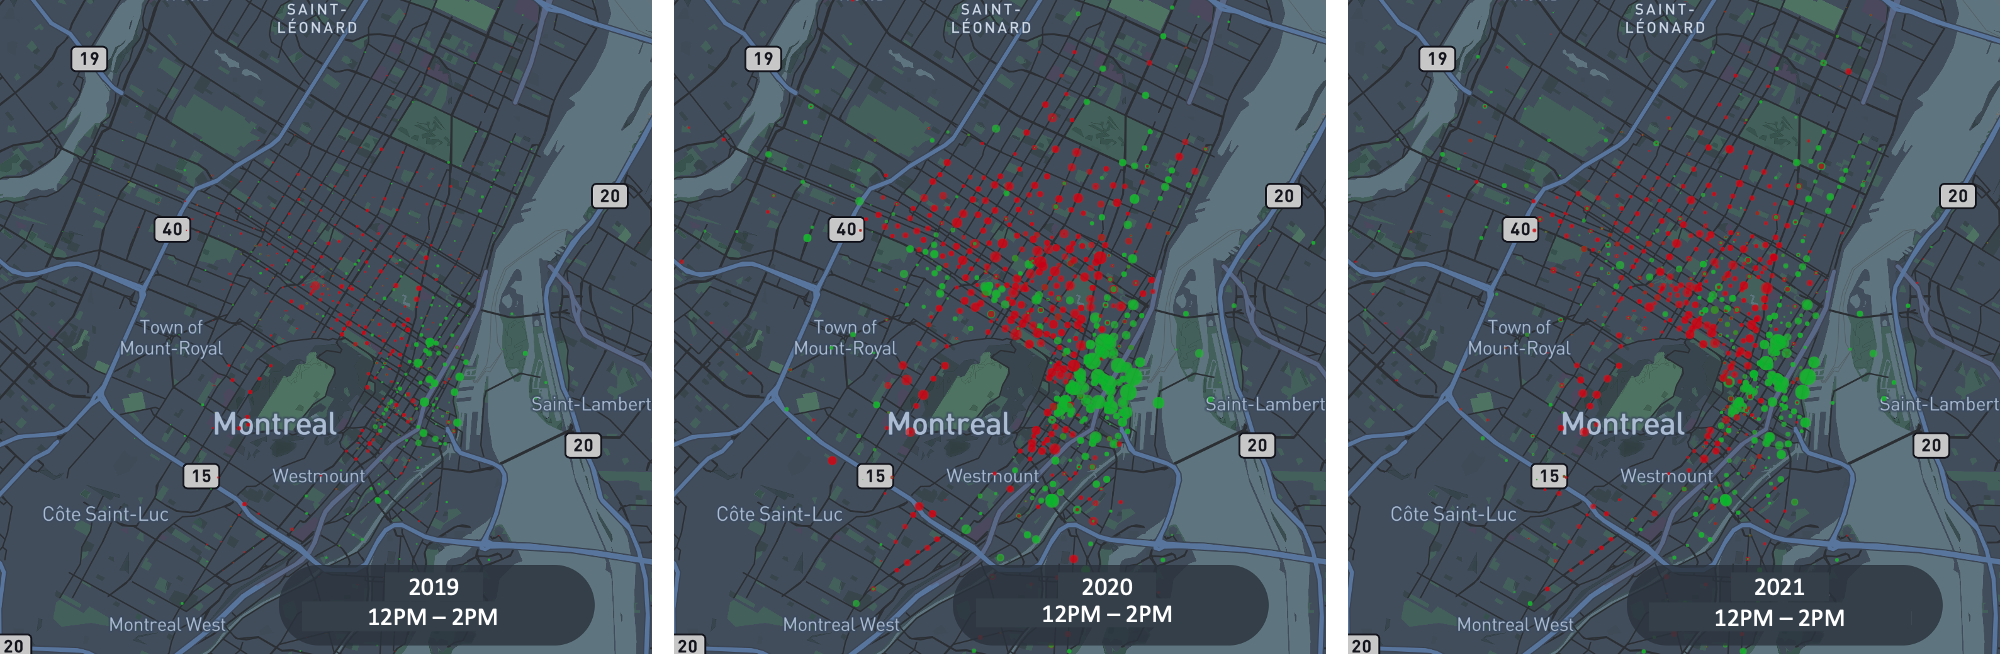 SAINT-
LÉONARD
19
20
40
Town of
Mount-Royal
Saint-Lambert
Montreal
20
15
Westmount
Côte Saint-Luc
2019
12PM – 2PM
Montreal West
20
SAINT-
LÉONARD
19
20
40
Town of
Mount-Royal
Saint-Lambert
Montreal
20
15
Westmount
Côte Saint-Luc
2020
12PM – 2PM
Montreal West
20
SAINT-
LÉONARD
19
20
40
Town of
Mount-Royal
Saint-Lambert
Montreal
20
15
Westmount
Côte Saint-Luc
2021
12PM – 2PM
Montreal West
20